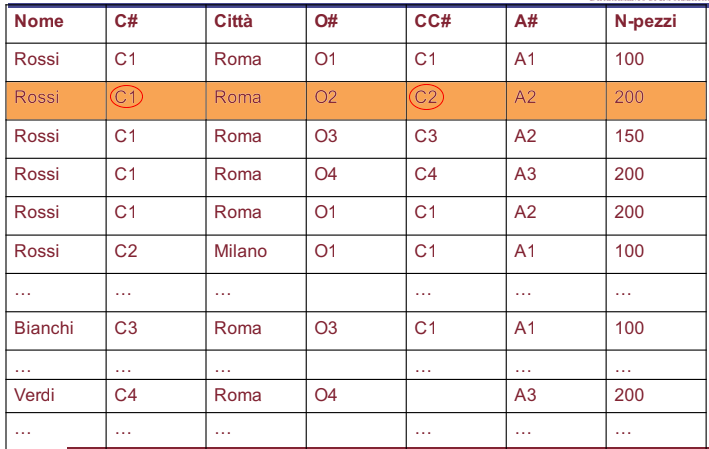 Nome C# Città O# CC# A# N-pezzi
Rossi C1 Roma O1 C1 A1 100
Rossi C1 Roma O2 C2 A2 200
Rossi C1 Roma O3 C3 A2 150
Rossi C1 Roma O4 C4 A3 200
Rossi C1 Roma O1 C1 A2 200
Rossi C2 Milano O1 C1 A1 100
… … … … … …
Bianchi C3 Roma O3 C1 A1 100
… … … … … …
Verdi C4 Roma O4 A3 200
… … … … … …